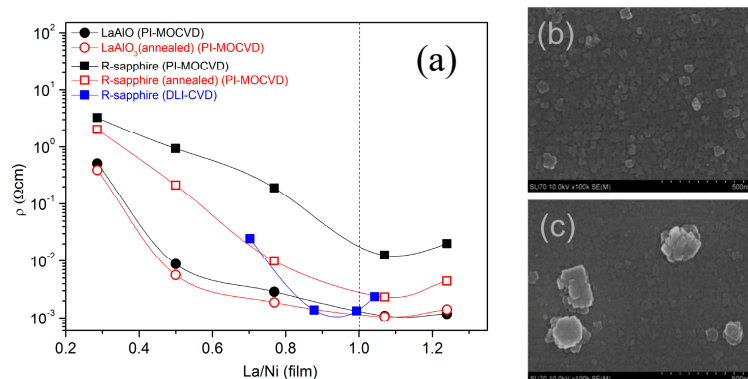 (a)
LaAlO (PI-MOCVD)
LaAlO3(annealed) (PI-MOCVD)
R-sapphire (PI-MOCVD)
R-sapphire (annealed) (PI-MOCVD)
R-sapphire (DLI-CVD)
10²
10¹
10⁰
10⁻¹
10⁻²
10⁻³
ρ (Ωcm)
0.2 0.4 0.6 0.8 1.0 1.2
La/Ni (film)
(b)
SU70 10.0kV x100k SE(M) 500n
(c)
SU70 10.0kV x100k SE(M) 500n